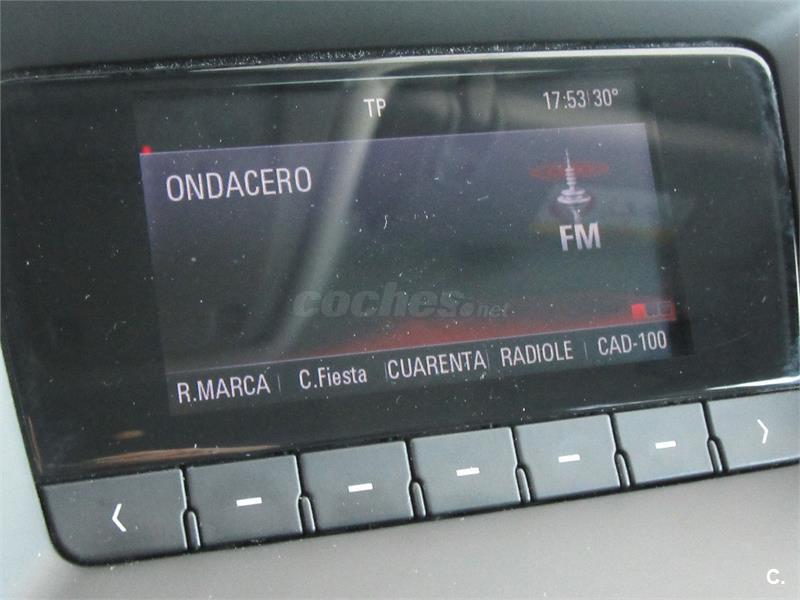 TP 17:53 30°
ONDACERO
FM
coches.net
R.MARCA C.Fiesta CUARENTA RADIOLE CAD-100
C.